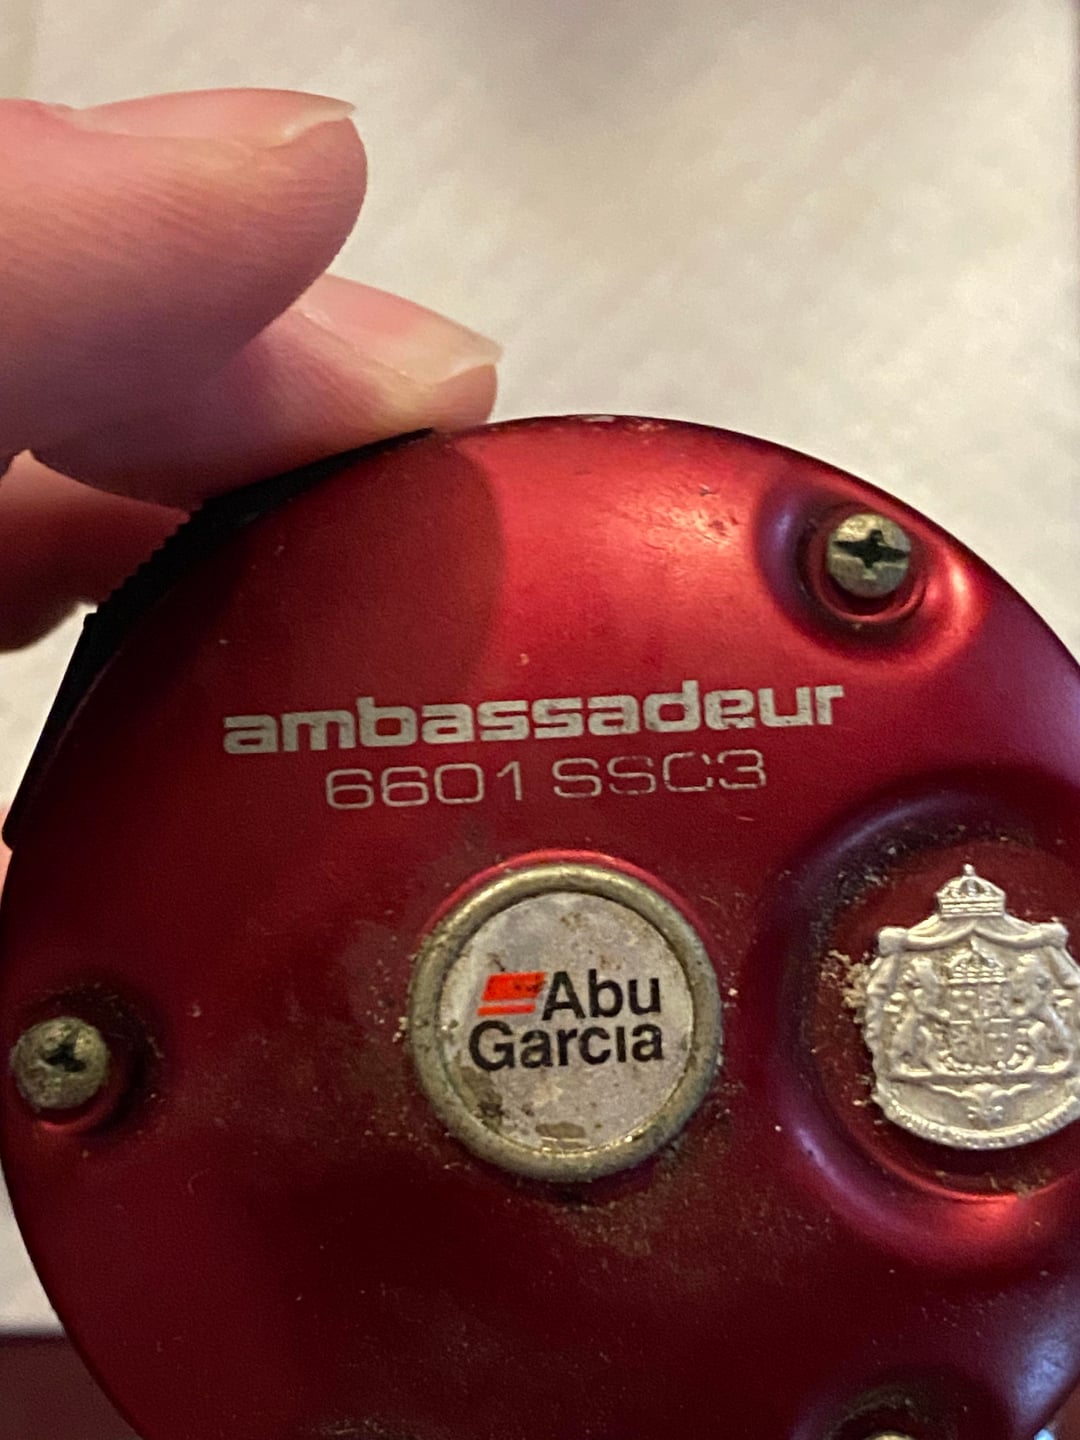 ambassadeur
6601 SSC3
Abu
Garcia